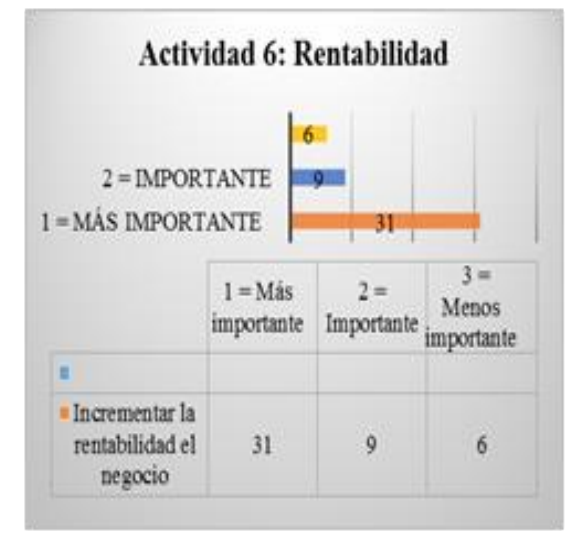 Actividad 6: Rentabilidad
6
2 = IMPORTANTE
9
1 = MÁS IMPORTANTE
31
1 = Más
importante
2 =
Importante
3 =
Menos
importante
Incrementar la
rentabilidad el
negocio
31
9
6